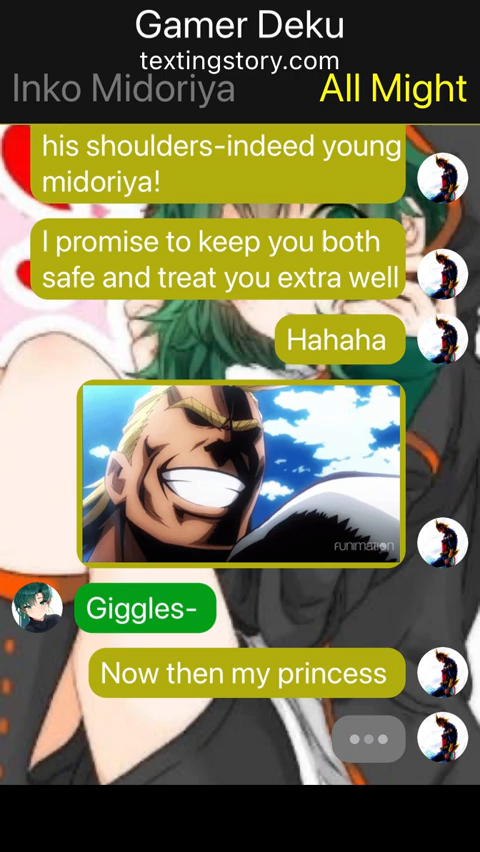 Gamer Deku
textingstory.com
Inko Midoriya All Might
his shoulders-indeed young
midoriya!
I promise to keep you both
safe and treat you extra well
Hahaha
FUNIMATION
Giggles-
Now then my princess